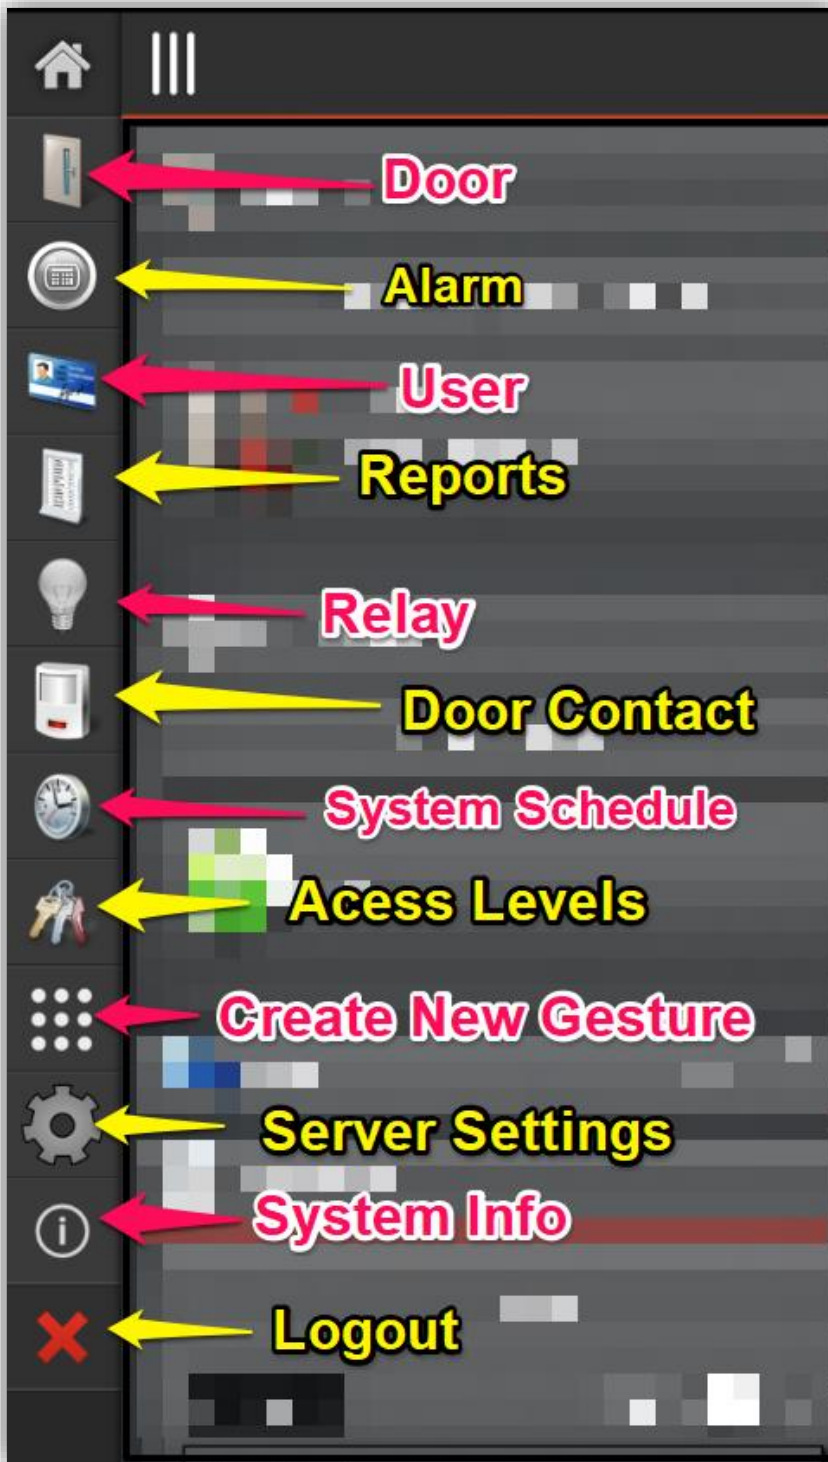 Door
Alarm
User
Reports
Relay
Door Contact
System Schedule
Acess Levels
Create New Gesture
Server Settings
System Info
Logout